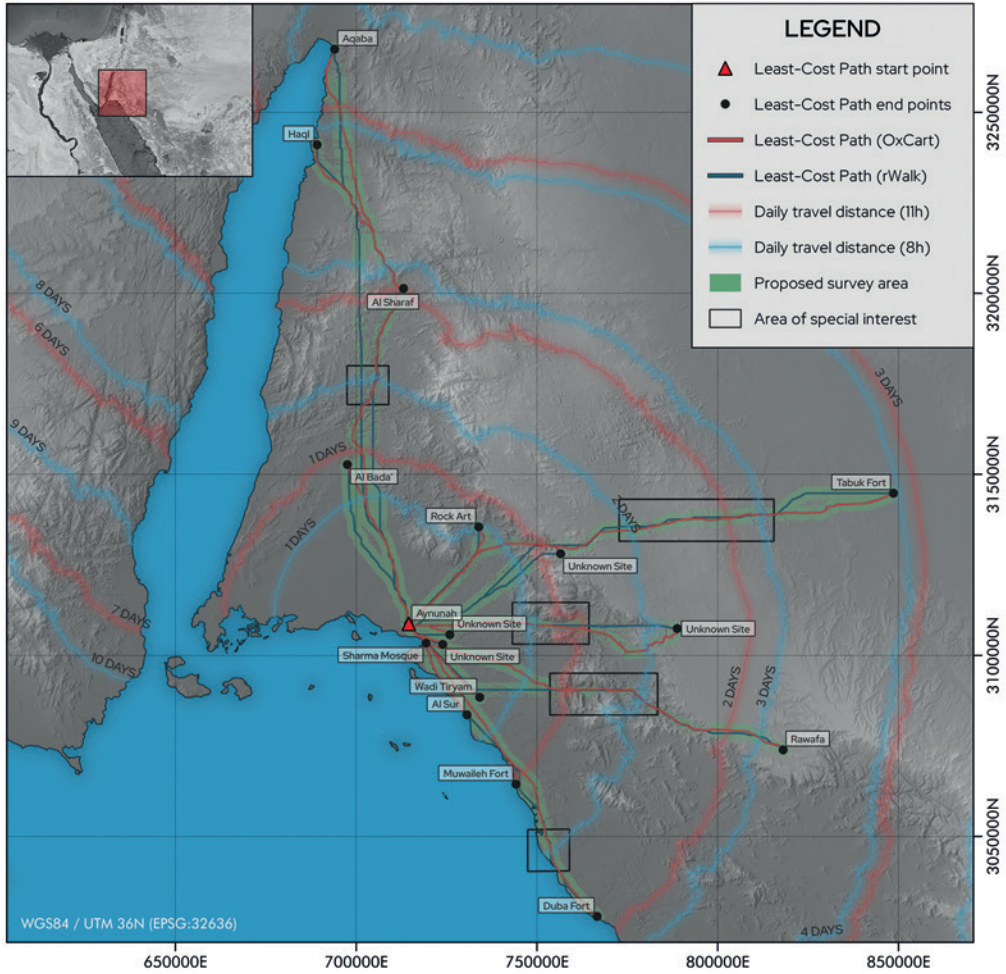 LEGEND
Least-Cost Path start point
Least-Cost Path end points
Least-Cost Path (OxCart)
Least-Cost Path (rWalk)
Daily travel distance (11h)
Daily travel distance (8h)
Proposed survey area
Area of special interest
Aqaba
Haql
Al Sharaf
8 DAYS
6 DAYS
9 DAYS
3 DAYS
1 DAYS
Al Bada'
Tabuk Fort
Rock Art
1 DAYS
DAYS
Unknown Site
7 DAYS
Aynunah
Unknown Site
Unknown Site
Sharma Mosque
Unknown Site
10 DAYS
Wadi Tiryam
2 DAYS
3 DAYS
Al Sur
Rawafa
Muwaileh Fort
Duba Fort
WGS84 / UTM 36N (EPSG:32636)
4 DAYS
3250000N
3200000N
3150000N
3100000N
3050000N
650000E
700000E
750000E
800000E
850000E